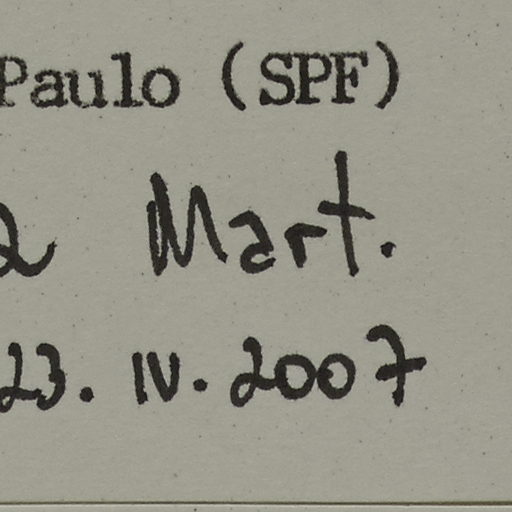 Paulo (SPF)
a Mart.
23. IV. 2007